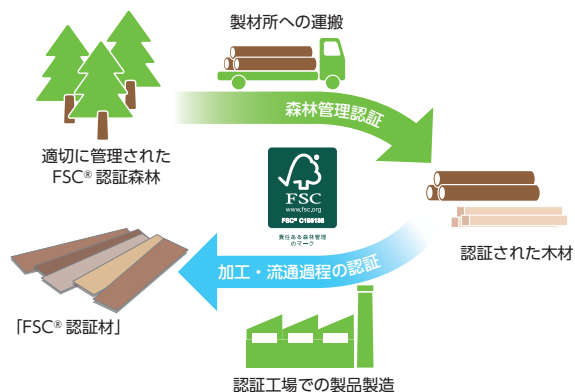 製材所への運搬
森林管理認証
適切に管理された
FSC® 認証森林
FSC
www.fsc.org
FSC® C136136
責任ある森林管理
のマーク
認証された木材
加工・流通過程の認証
「FSC® 認証材」
認証工場での製品製造